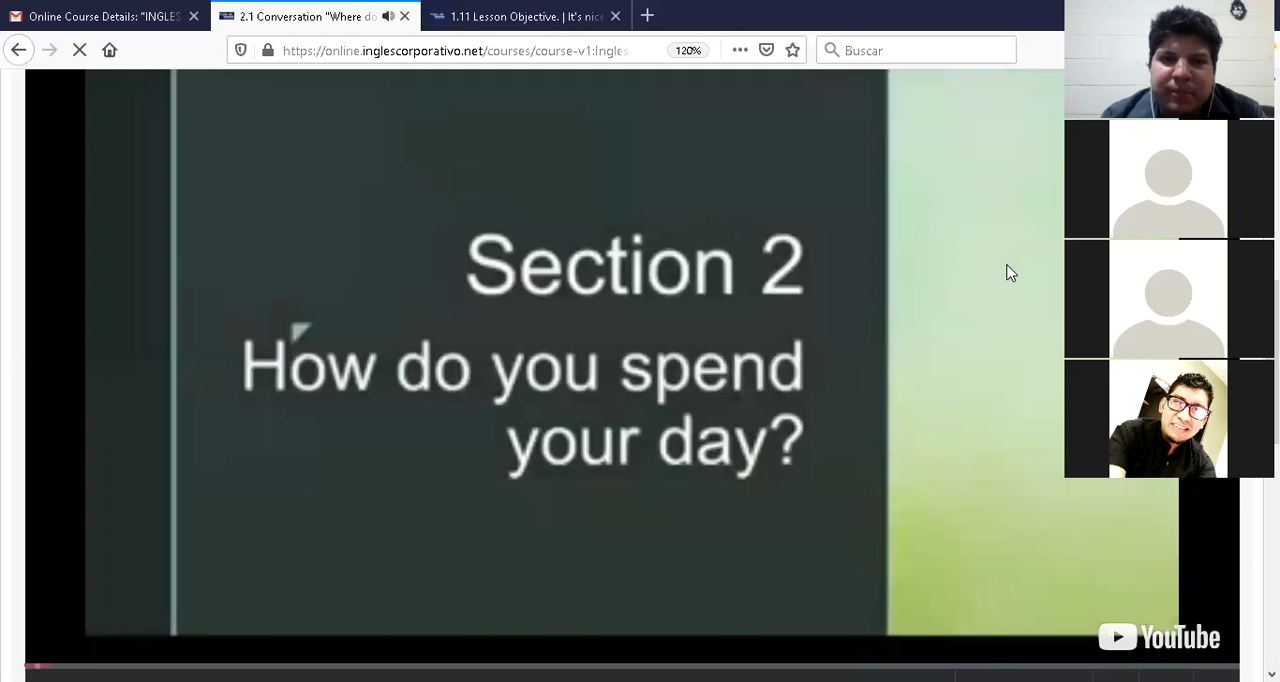 Online Course Details: "INGLES
2.1 Conversation "Where do
1.11 Lesson Objective. | It's nice
https://online.inglescorporativo.net/courses/course-v1:Ingles
120%
Buscar
Section 2
How do you spend
your day?
YouTube